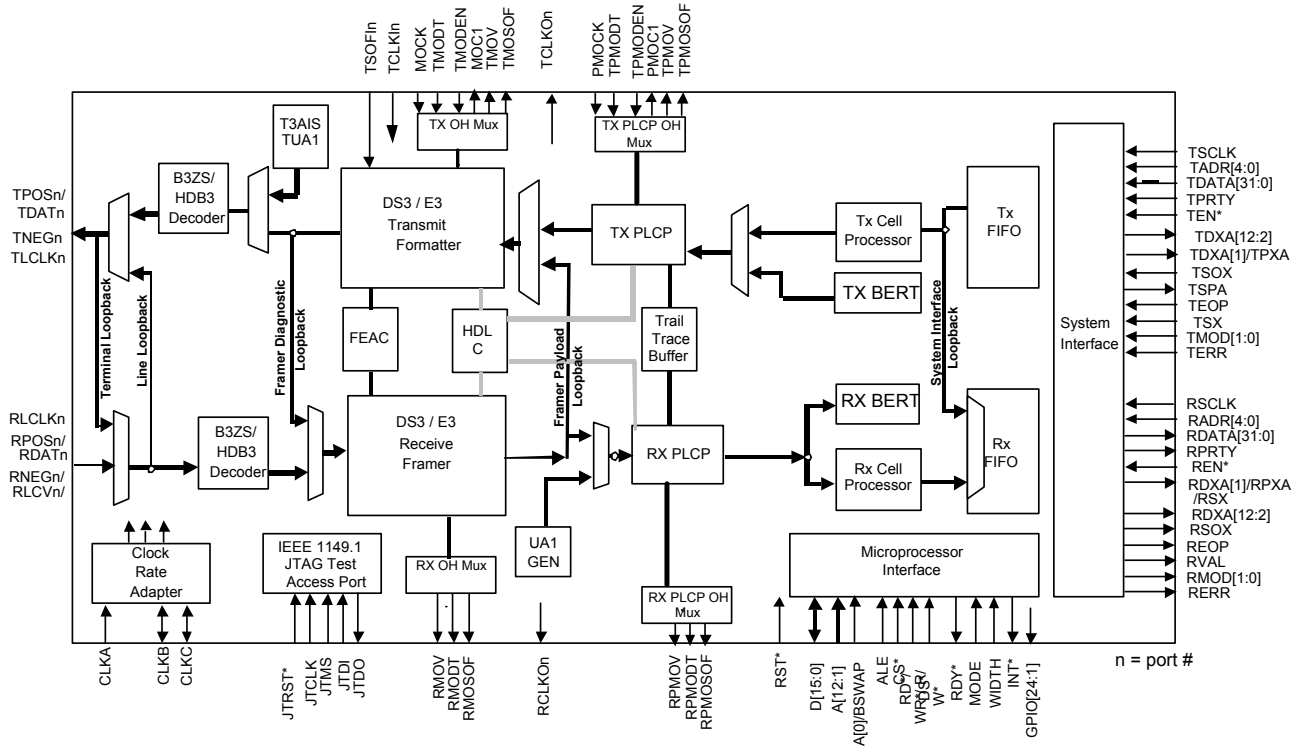 TSOFIn
TCLKIn
MOCK
TMODT
TMODEN
MOC1
TMOV
TMOSOF
TCLKOn
PMOCK
TPMODT
TPMODEN
PMOC1
TPMOV
TPMOSOF
T3AIS
TUA1
TX OH Mux
TX PLCP OH
Mux
B3ZS/
HDB3
Decoder
DS3 / E3
Transmit
Formatter
TX PLCP
Tx Cell
Processor
Tx
FIFO
TX BERT
TPOSn/
TDATn
TNEGn
TLCLKn
Terminal Loopback
Line Loopback
Framer Diagnostic
Loopback
FEAC
HDL
C
Framer Payload
Loopback
Trail
Trace
Buffer
System Interface
Loopback
System
Interface
TSCLK
TADR[4:0]
TDATA[31:0]
TPRTY
TEN*
TDXA[12:2]
TDXA[1]/TPXA
TSOX
TSPA
TEOP
TSX
TMOD[1:0]
TERR
RLCLKn
RPOSn/
RDATn
RNEGn/
RLCVn/
B3ZS/
HDB3
Decoder
DS3 / E3
Receive
Framer
RX PLCP
RX BERT
Rx Cell
Processor
Rx
FIFO
RSCLK
RADR[4:0]
RDATA[31:0]
RPRTY
REN*
RDXA[1]/RPXA
/RSX
RDXA[12:2]
RSOX
REOP
RVAL
RMOD[1:0]
RERR
Clock
Rate
Adapter
IEEE 1149.1
JTAG Test
Access Port
RX OH Mux
UA1
GEN
RX PLCP OH
Mux
Microprocessor
Interface
n = port #
CLKA
CLKB
CLKC
JTRST*
JTCLK
JTMS
JTDI
JTDO
RMOV
RMODT
RMOSOF
RCLKOn
RPMOV
RPMODT
RPMOSOF
RST*
D[15:0]
A[12:1]
A[0]/BSWAP
ALE
CS*
RD*/
DS*
WR*/R/
W*
RDY*
MODE
WIDTH
INT*
GPIO[24:1]